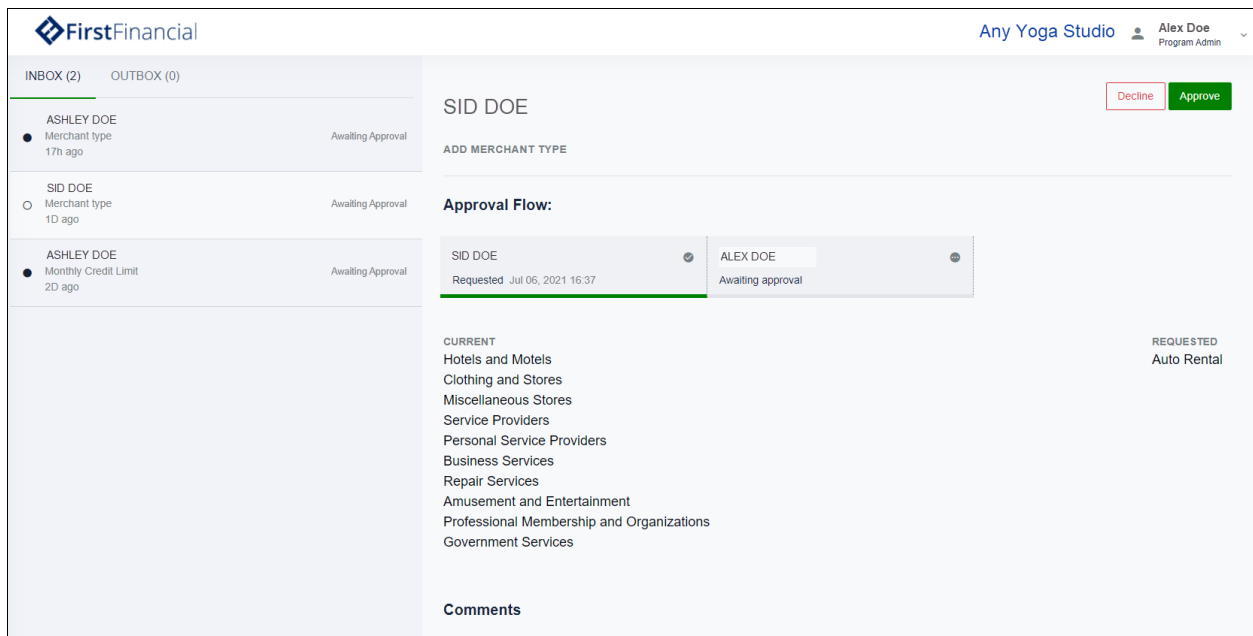 FirstFinancial
Any Yoga Studio
Alex Doe
Program Admin
INBOX (2) OUTBOX (0)
ASHLEY DOE
Merchant type Awaiting Approval
17h ago
SID DOE
Merchant type Awaiting Approval
1D ago
ASHLEY DOE
Monthly Credit Limit Awaiting Approval
2D ago
SID DOE
Decline Approve
ADD MERCHANT TYPE
Approval Flow:
SID DOE
Requested Jul 06, 2021 16:37
ALEX DOE
Awaiting approval
CURRENT
Hotels and Motels
Clothing and Stores
Miscellaneous Stores
Service Providers
Personal Service Providers
Business Services
Repair Services
Amusement and Entertainment
Professional Membership and Organizations
Government Services
REQUESTED
Auto Rental
Comments